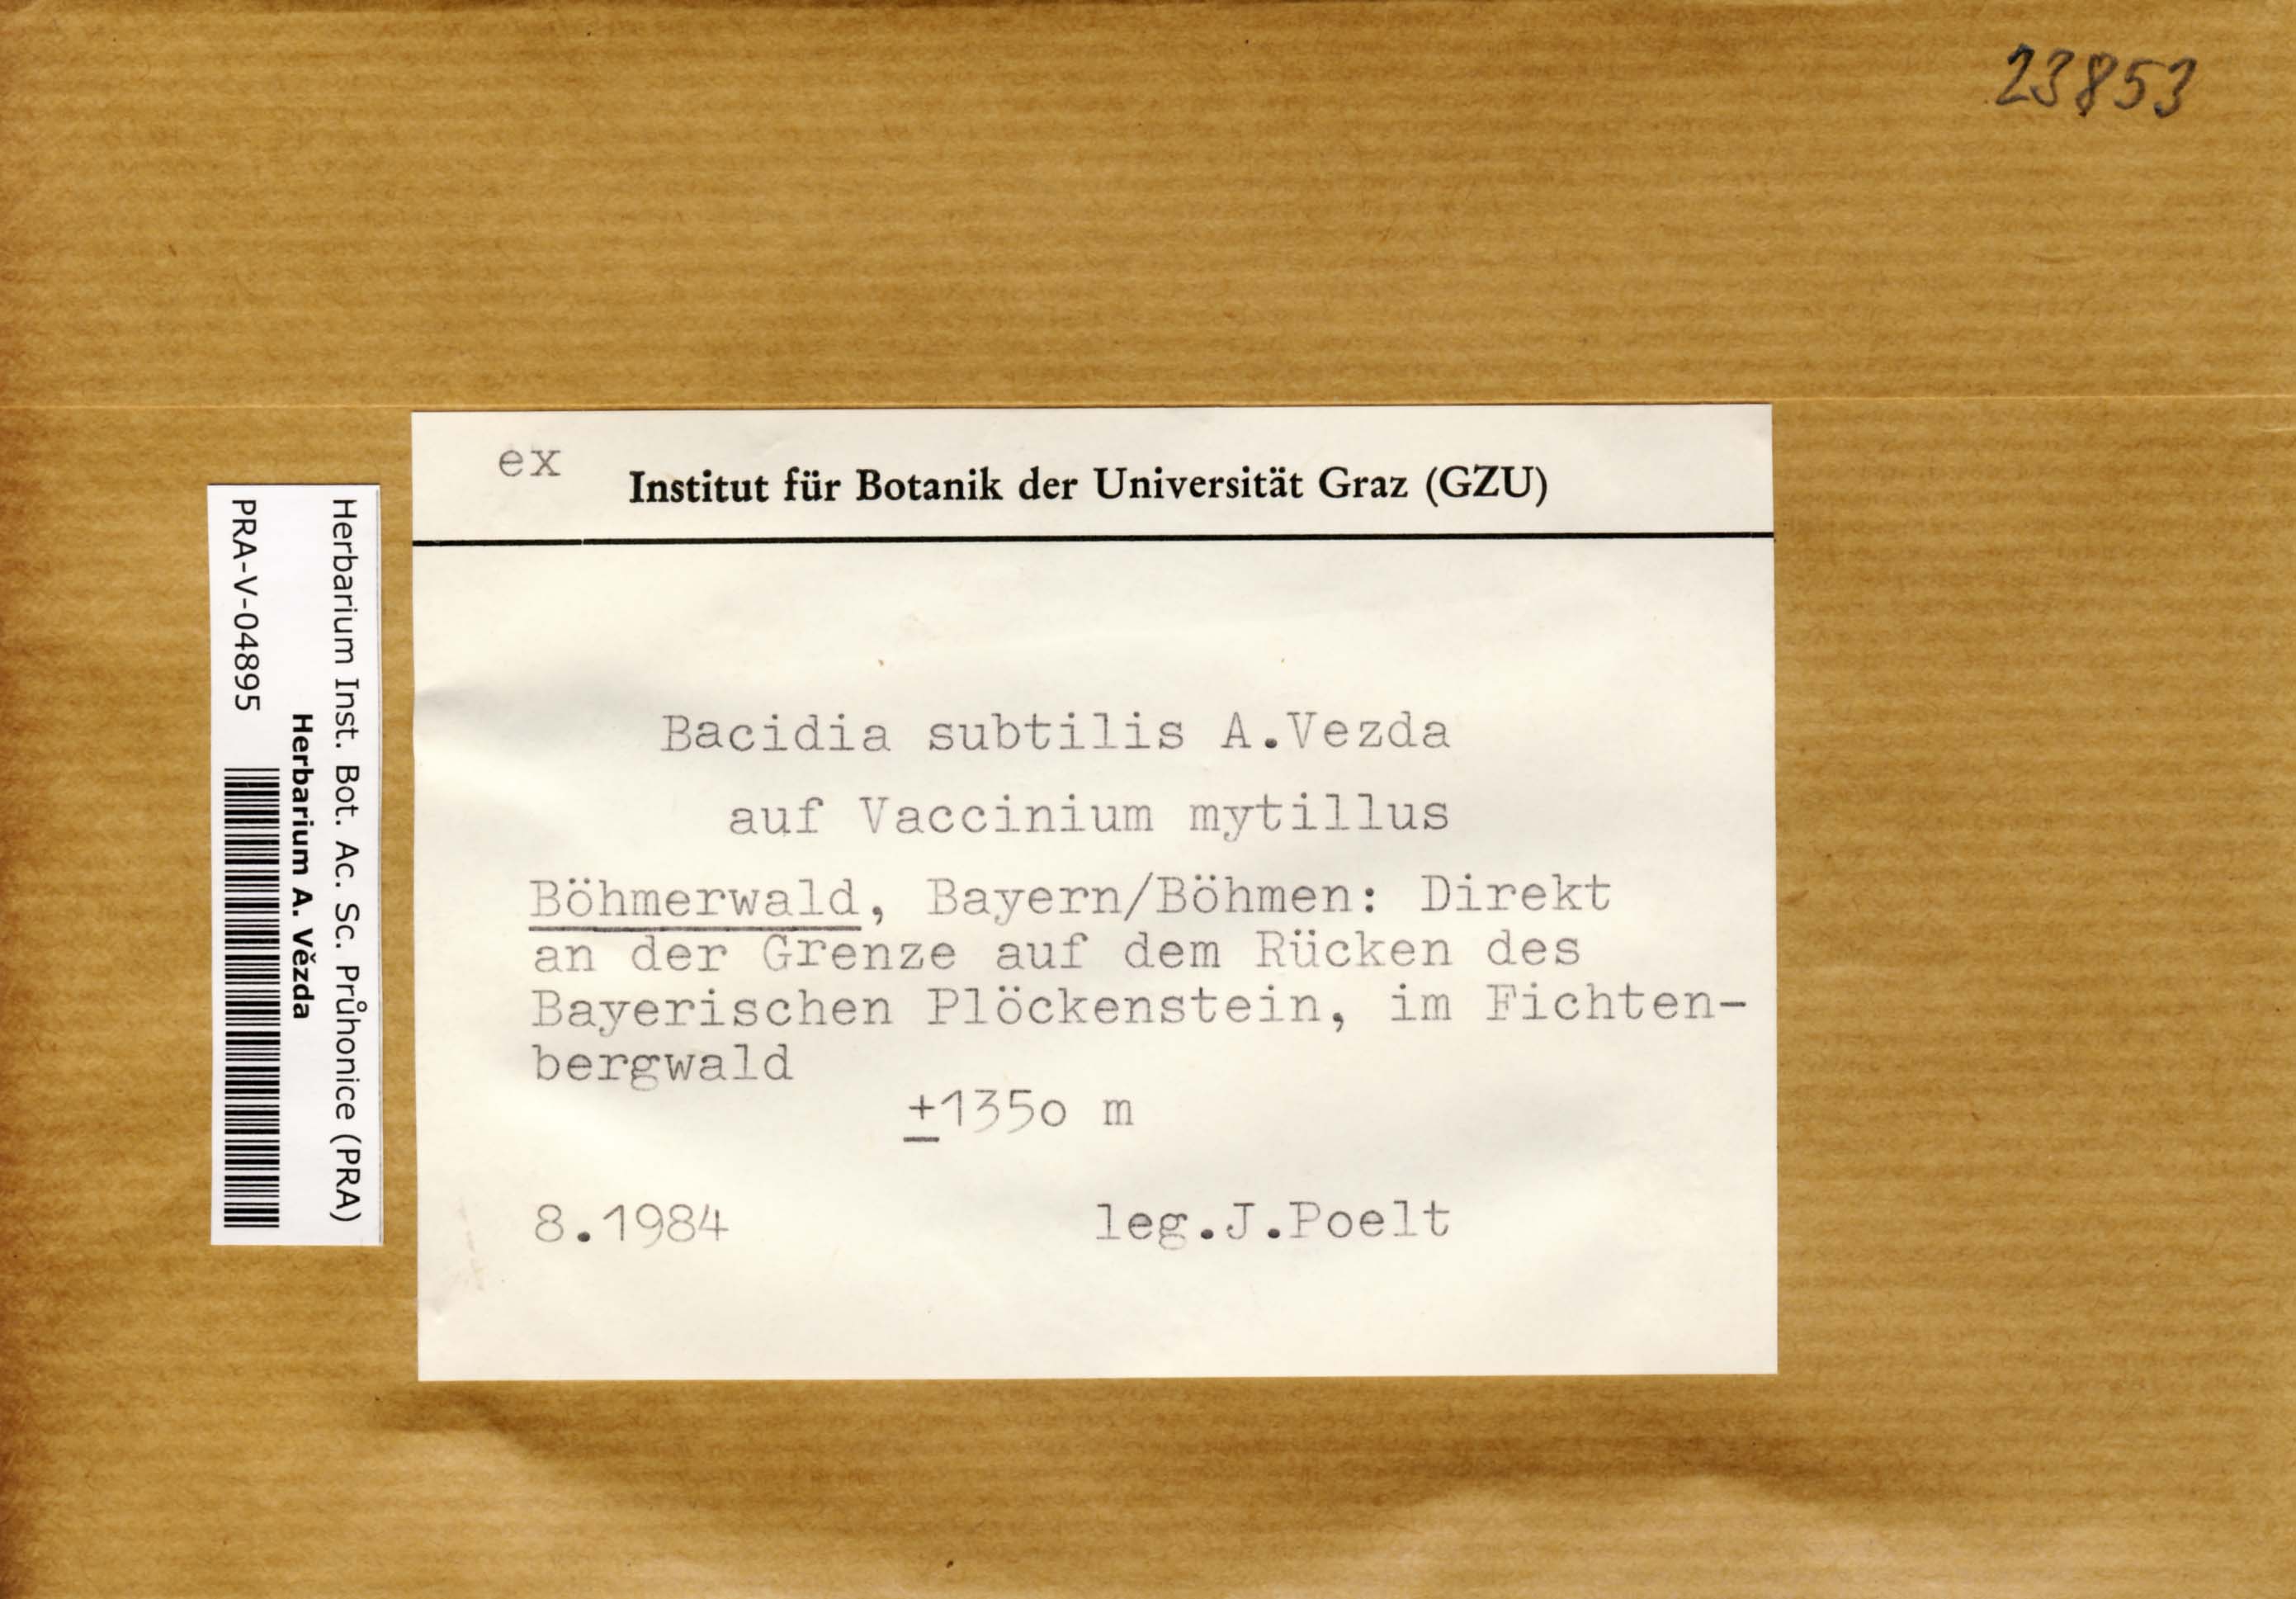 23853
ex
Institut für Botanik der Universität Graz (GZU)
Bacidia subtilis A.Vezda
auf Vaccinium mytillus
Böhmerwald, Bayern/Böhmen: Direkt
an der Grenze auf dem Rücken des
Bayerischen Plöckenstein, im Fichten-
bergwald
±1350 m
8.1984 leg.J.Poelt
Herbarium Inst. Bot. Ac. Sc. Průhonice (PRA)
Herbarium A. Vězda
PRA-V-04895